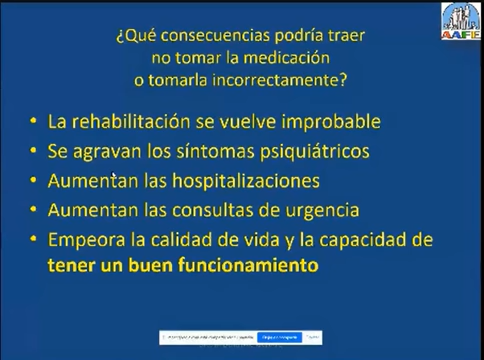 ¿Qué consecuencias podría traer
no tomar la medicación
o tomarla incorrectamente?
AAFE
• La rehabilitación se vuelve improbable
• Se agravan los síntomas psiquiátricos
• Aumentan las hospitalizaciones
• Aumentan las consultas de urgencia
• Empeora la calidad de vida y la capacidad de
tener un buen funcionamiento